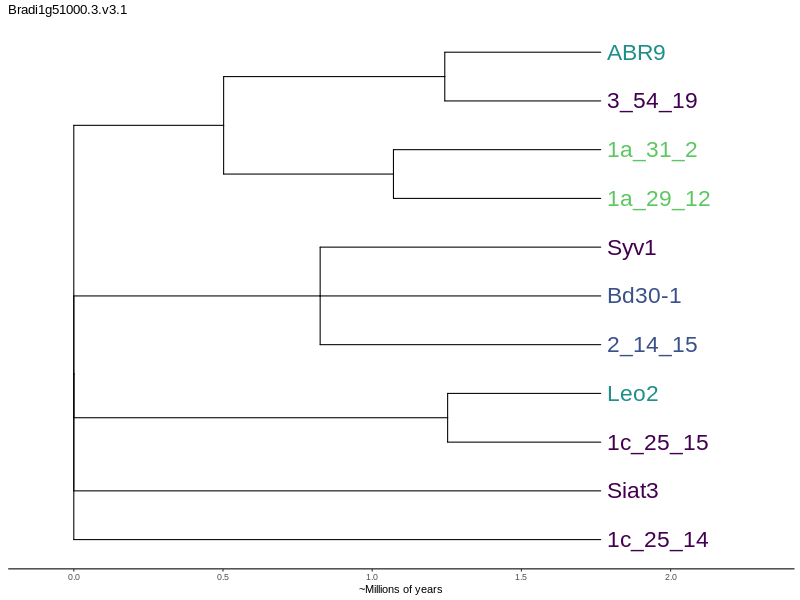 Bradi1g51000.3.v3.1
ABR9
3_54_19
1a_31_2
1a_29_12
Syv1
Bd30-1
2_14_15
Leo2
1c_25_15
Siat3
1c_25_14
0.0 0.5 1.0 1.5 2.0
~Millions of years